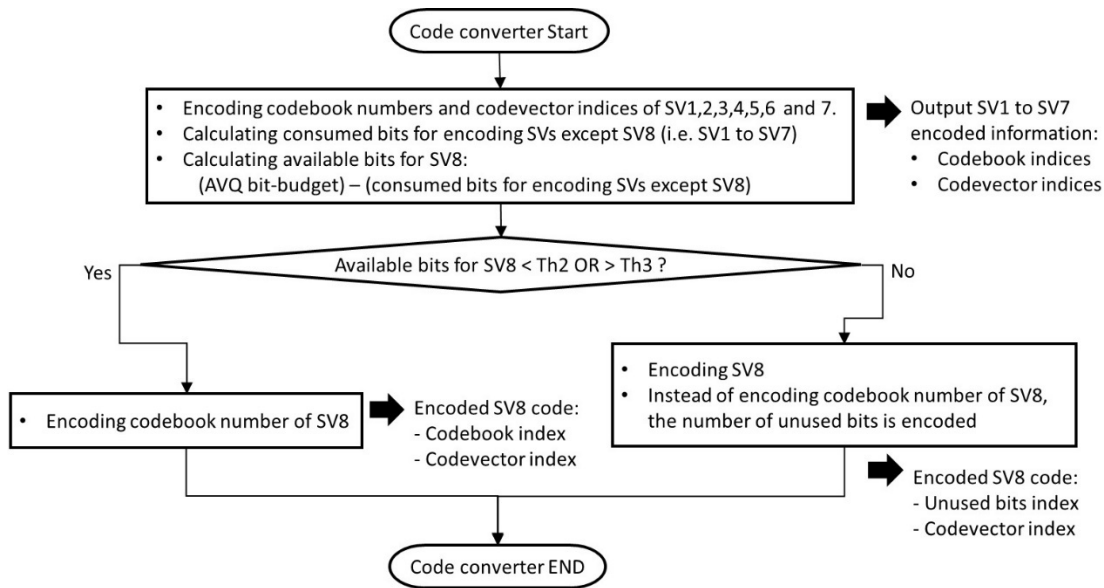 Code converter Start
• Encoding codebook numbers and codevector indices of SV1,2,3,4,5,6 and 7.
• Calculating consumed bits for encoding SVs except SV8 (i.e. SV1 to SV7)
• Calculating available bits for SV8:
(AVQ bit-budget) – (consumed bits for encoding SVs except SV8)
Output SV1 to SV7
encoded information:
• Codebook indices
• Codevector indices
Available bits for SV8 < Th2 OR > Th3 ?
Yes
No
• Encoding codebook number of SV8
Encoded SV8 code:
- Codebook index
- Codevector index
• Encoding SV8
• Instead of encoding codebook number of SV8,
the number of unused bits is encoded
Encoded SV8 code:
- Unused bits index
- Codevector index
Code converter END